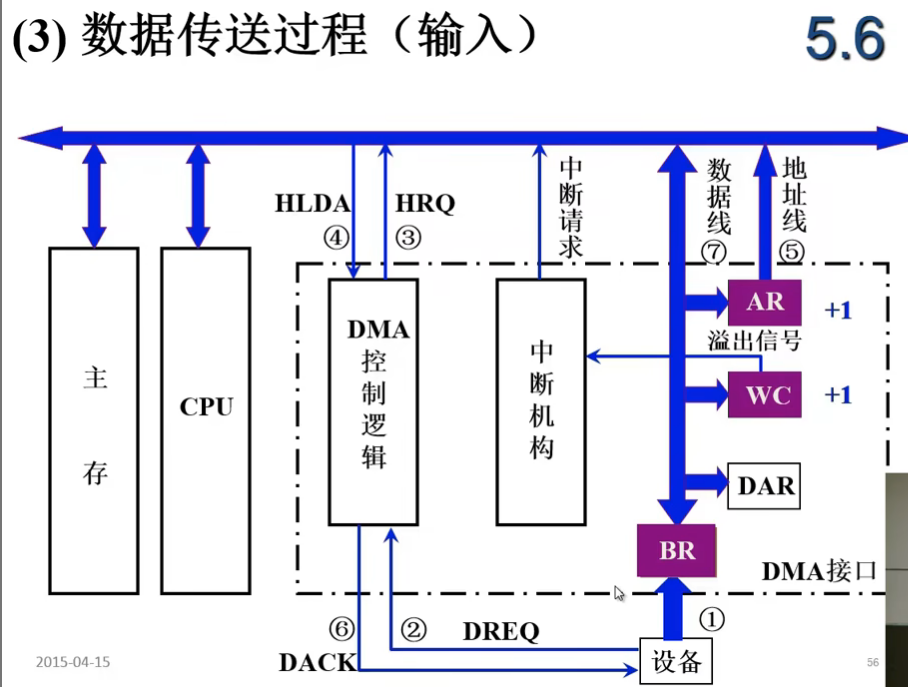 (3) 数据传送过程（输入）
5.6
HLDA
④
HRQ
③
中断请求
数据线
⑦
地址线
⑤
主存
CPU
DMA
控制逻辑
中断机构
AR
+1
溢出信号
WC
+1
DAR
BR
DMA接口
①
⑥
②
DREQ
DACK
设备
2015-04-15
56